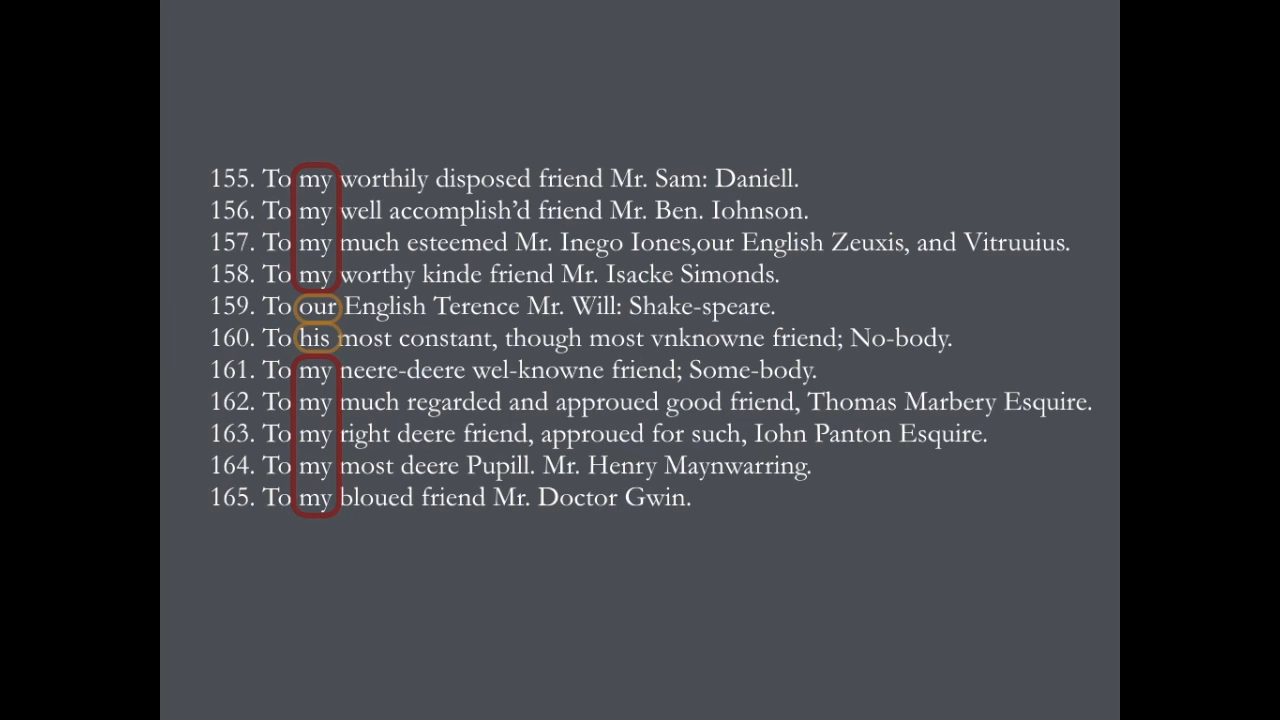 155. To my worthily disposed friend Mr. Sam: Daniell.
156. To my well accomplish’d friend Mr. Ben. Iohnson.
157. To my much esteemed Mr. Inego Iones,our English Zeuxis, and Vitruuius.
158. To my worthy kinde friend Mr. Isacke Simonds.
159. To our English Terence Mr. Will: Shake-speare.
160. To his most constant, though most vnknowne friend; No-body.
161. To my neere-deere wel-knowne friend; Some-body.
162. To my much regarded and approued good friend, Thomas Marbery Esquire.
163. To my right deere friend, approued for such, Iohn Panton Esquire.
164. To my most deere Pupill. Mr. Henry Maynwarring.
165. To my bloued friend Mr. Doctor Gwin.